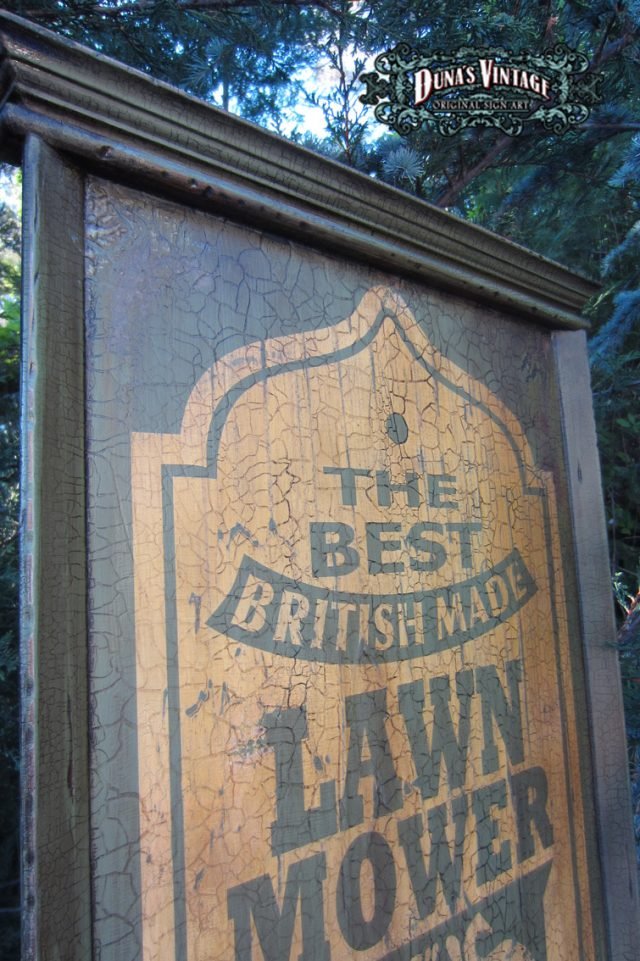 DUNA'S VINTAGE
ORIGINAL SIGN ART
THE
BEST
BRITISH MADE
LAWN
MOWER